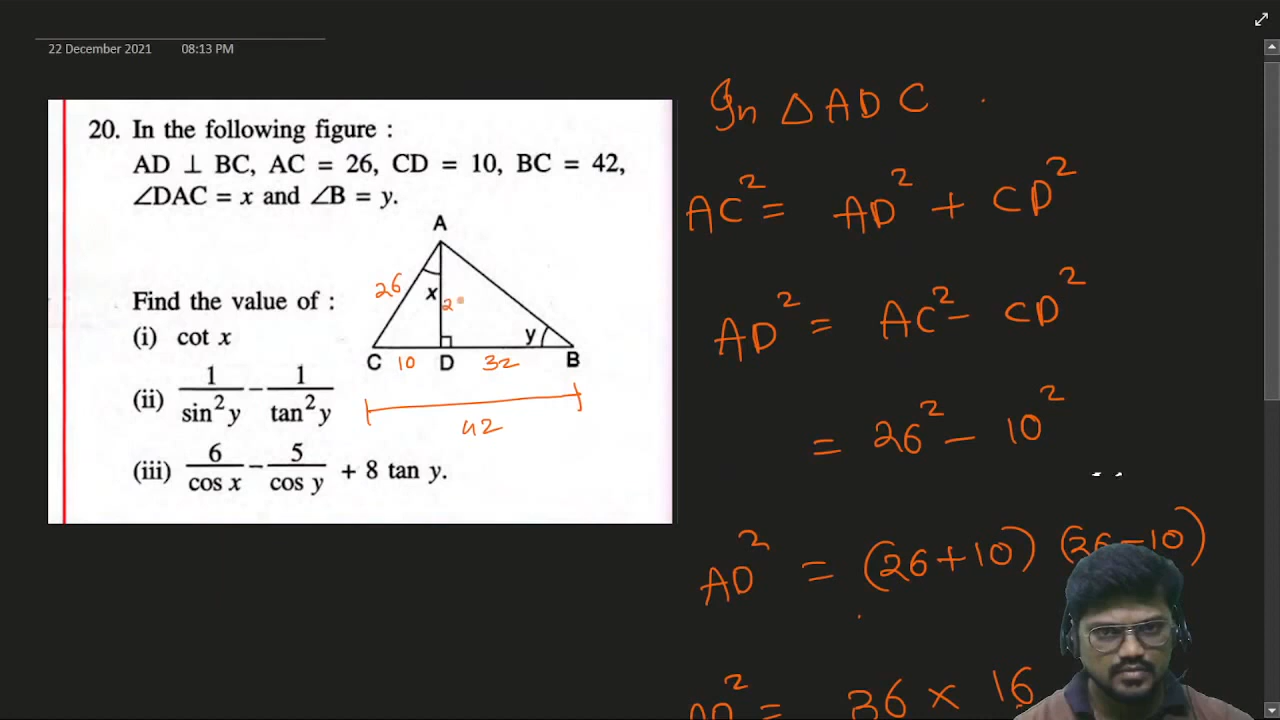 22 December 2021 08:13 PM
20. In the following figure :
AD ⊥ BC, AC = 26, CD = 10, BC = 42,
∠DAC = x and ∠B = y.
A
26
x
2
Find the value of :
(i) cot x
y
C 10 D 32 B
(ii) 1/sin²y - 1/tan²y
42
(iii) 6/cos x - 5/cos y + 8 tan y.
In △ ADC
AC² = AD² + CD²
AD² = AC² - CD²
= 26² - 10²
AD² = (26+10) (26-10)
AD² = 36 × 16